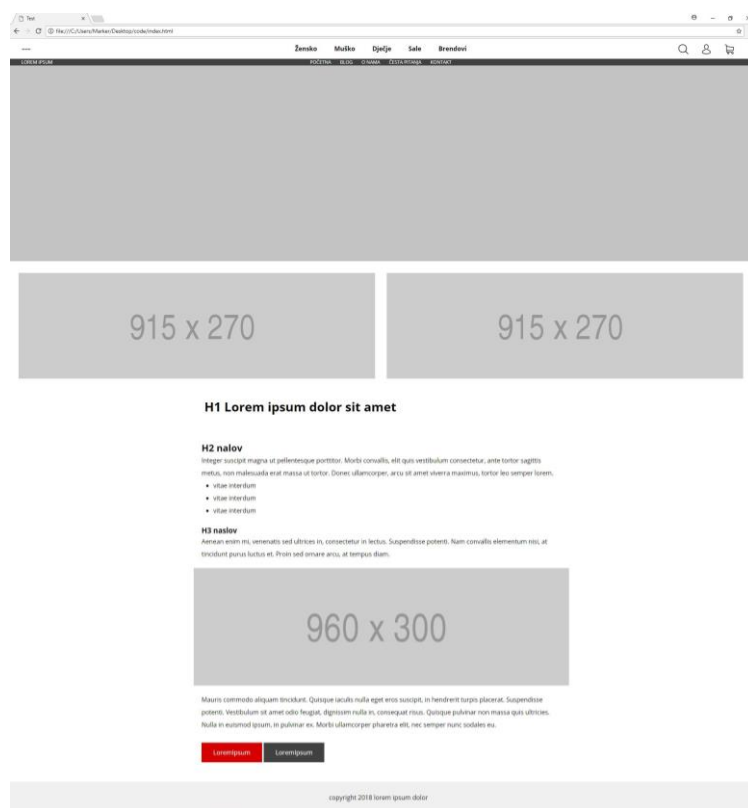 Test
file:///C:/Users/Marker/Desktop/code/index.html
Žensko Muško Dječje Sale Brendovi
LOREM IPSUM POČETNA BLOG O NAMA ČESTA PITANJA KONTAKT
915 x 270 915 x 270
H1 Lorem ipsum dolor sit amet
H2 nalov
Integer suscipit magna ut pellentesque porttitor. Morbi convallis, elit quis vestibulum consectetur, ante tortor sagittis
metus, non malesuada erat massa ut tortor. Donec ullamcorper, arcu sit amet viverra maximus, tortor leo semper lorem.
• vitae interdum
• vitae interdum
• vitae interdum
H3 naslov
Aenean enim mi, venenatis sed ultrices in, consectetur in lectus. Suspendisse potenti. Nam convallis elementum nisi, at
tincidunt purus luctus et. Proin sed ornare arcu, at tempus diam.
960 x 300
Mauris commodo aliquam tincidunt. Quisque iaculis nulla eget eros suscipit, in hendrerit turpis placerat. Suspendisse
potenti. Vestibulum sit amet odio feugiat, dignissim nulla in, consequat risus. Quisque pulvinar non massa quis ultricies.
Nulla in euismod ipsum, in pulvinar ex. Morbi ullamcorper pharetra elit, nec semper nunc sodales eu.
LoremIpsum LoremIpsum
copyright 2018 lorem ipsum dolor